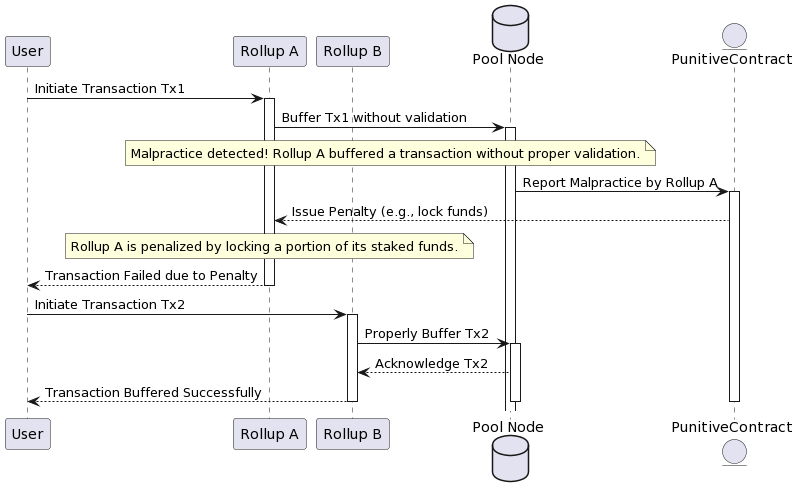 User
Rollup A
Rollup B
Pool Node
PunitiveContract
Initiate Transaction Tx1
Buffer Tx1 without validation
Malpractice detected! Rollup A buffered a transaction without proper validation.
Report Malpractice by Rollup A
Issue Penalty (e.g., lock funds)
Rollup A is penalized by locking a portion of its staked funds.
Transaction Failed due to Penalty
Initiate Transaction Tx2
Properly Buffer Tx2
Acknowledge Tx2
Transaction Buffered Successfully
User
Rollup A
Rollup B
Pool Node
PunitiveContract